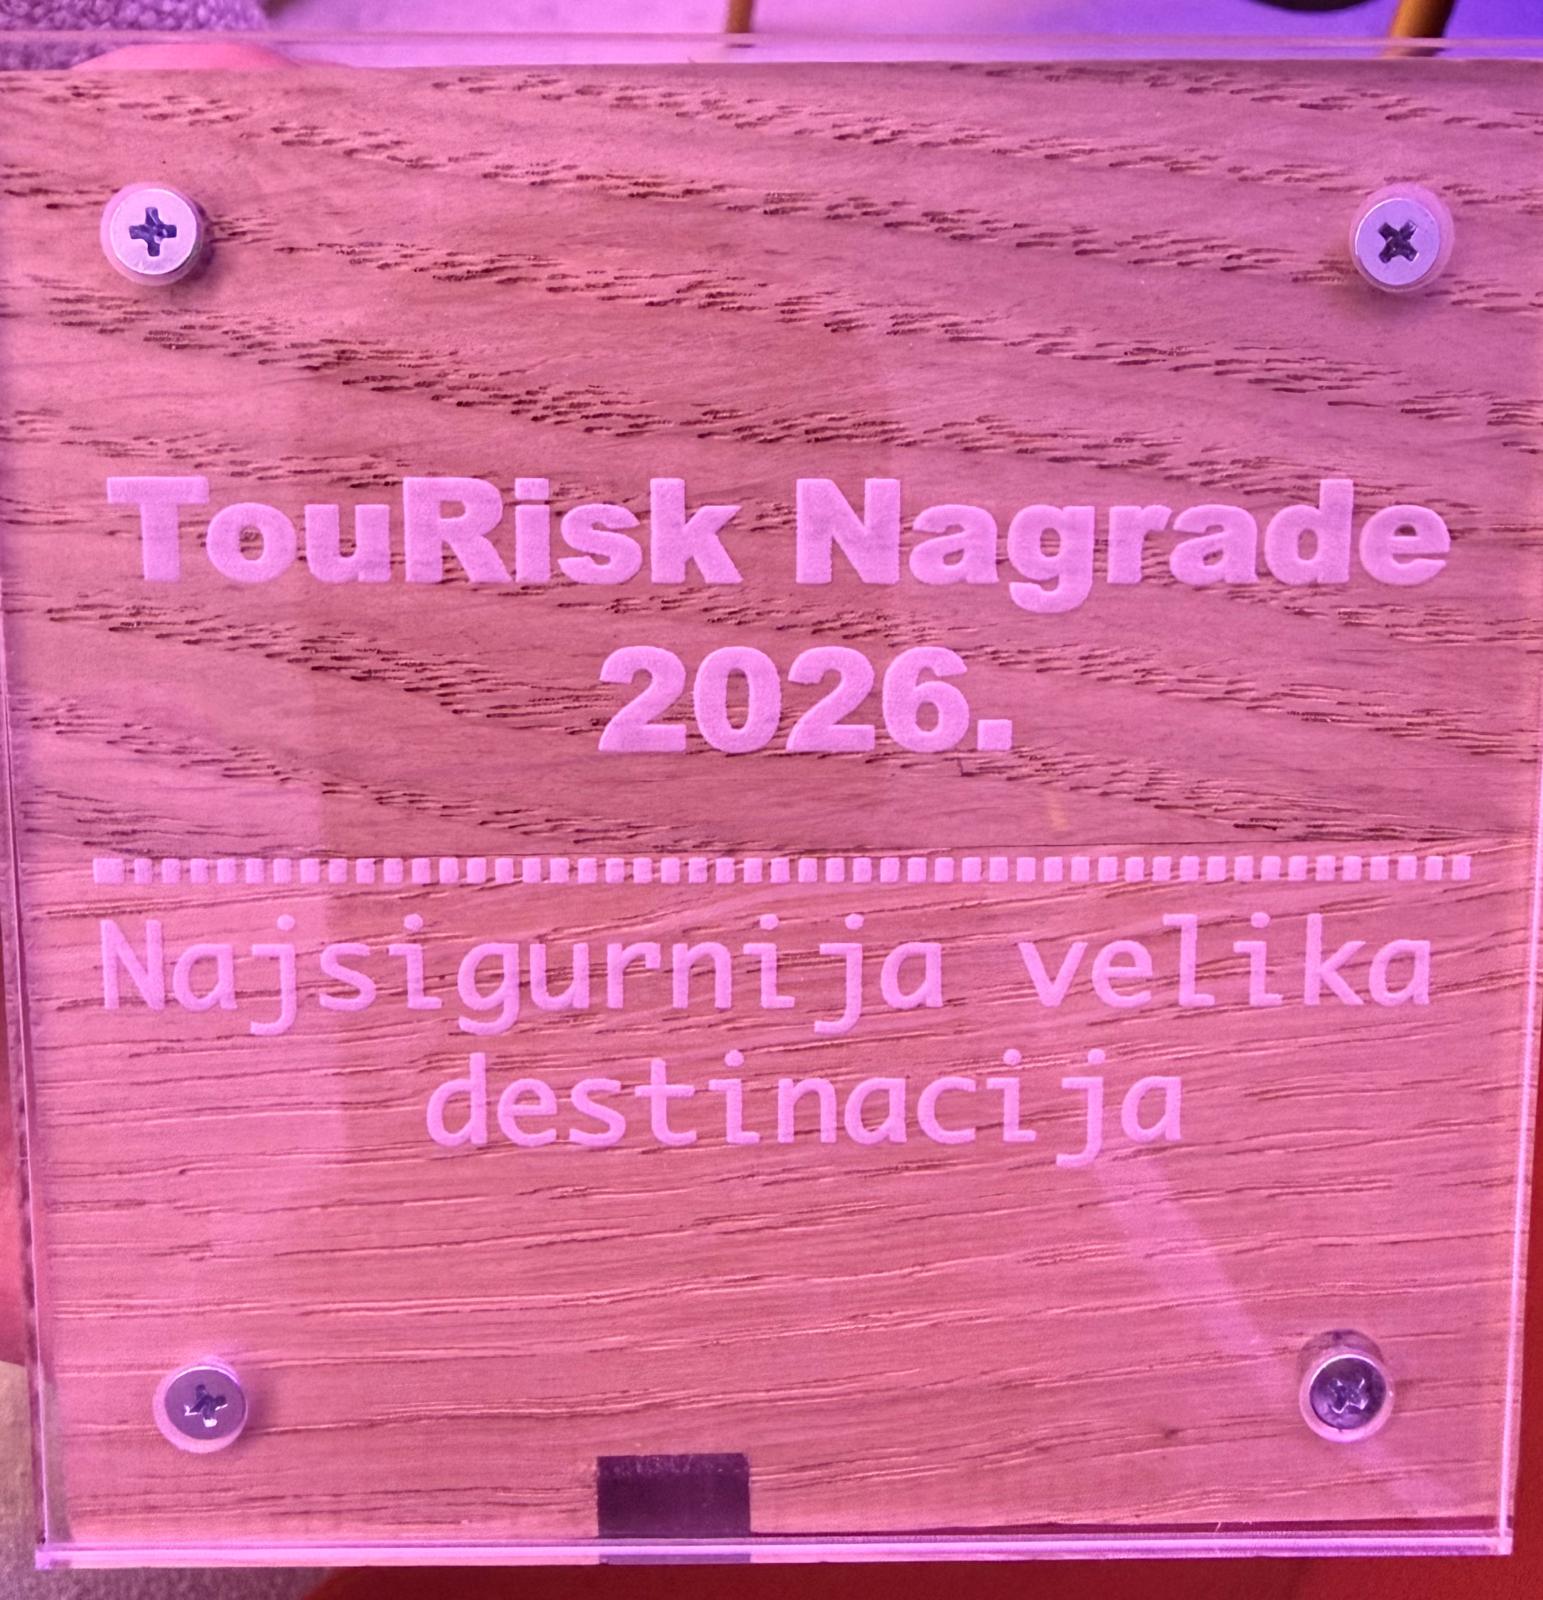 TouRisk Nagrade
2026.
Najsigurnija velika
destinacija